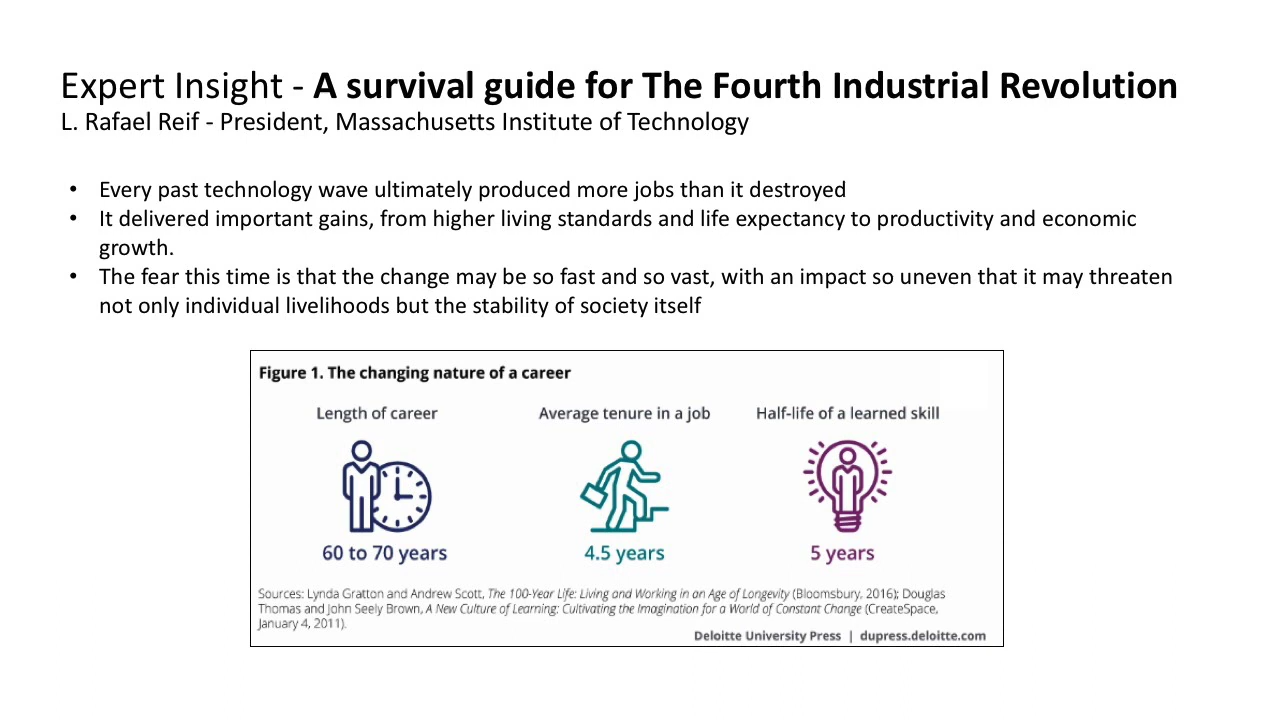 Expert Insight - A survival guide for The Fourth Industrial Revolution
L. Rafael Reif - President, Massachusetts Institute of Technology
• Every past technology wave ultimately produced more jobs than it destroyed
• It delivered important gains, from higher living standards and life expectancy to productivity and economic
growth.
• The fear this time is that the change may be so fast and so vast, with an impact so uneven that it may threaten
not only individual livelihoods but the stability of society itself
Figure 1. The changing nature of a career
Length of career
Average tenure in a job
Half-life of a learned skill
60 to 70 years
4.5 years
5 years
Sources: Lynda Gratton and Andrew Scott, The 100-Year Life: Living and Working in an Age of Longevity (Bloomsbury, 2016); Douglas
Thomas and John Seely Brown, A New Culture of Learning: Cultivating the Imagination for a World of Constant Change (CreateSpace,
January 4, 2011).
Deloitte University Press | dupress.deloitte.com